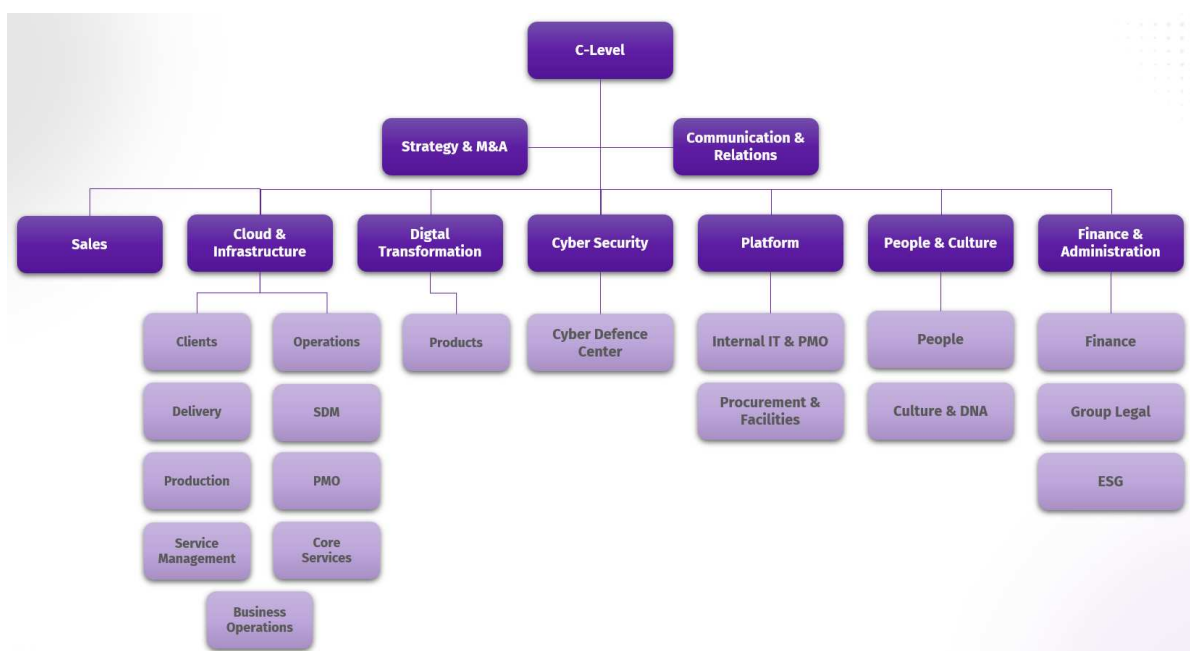 C-Level
Strategy & M&A
Communication &
Relations
Sales
Cloud &
Infrastructure
Digtal
Transformation
Cyber Security
Platform
People & Culture
Finance &
Administration
Clients
Operations
Products
Cyber Defence
Center
Internal IT & PMO
People
Finance
Delivery
SDM
Procurement &
Facilities
Culture & DNA
Group Legal
Production
PMO
ESG
Service
Management
Core
Services
Business
Operations